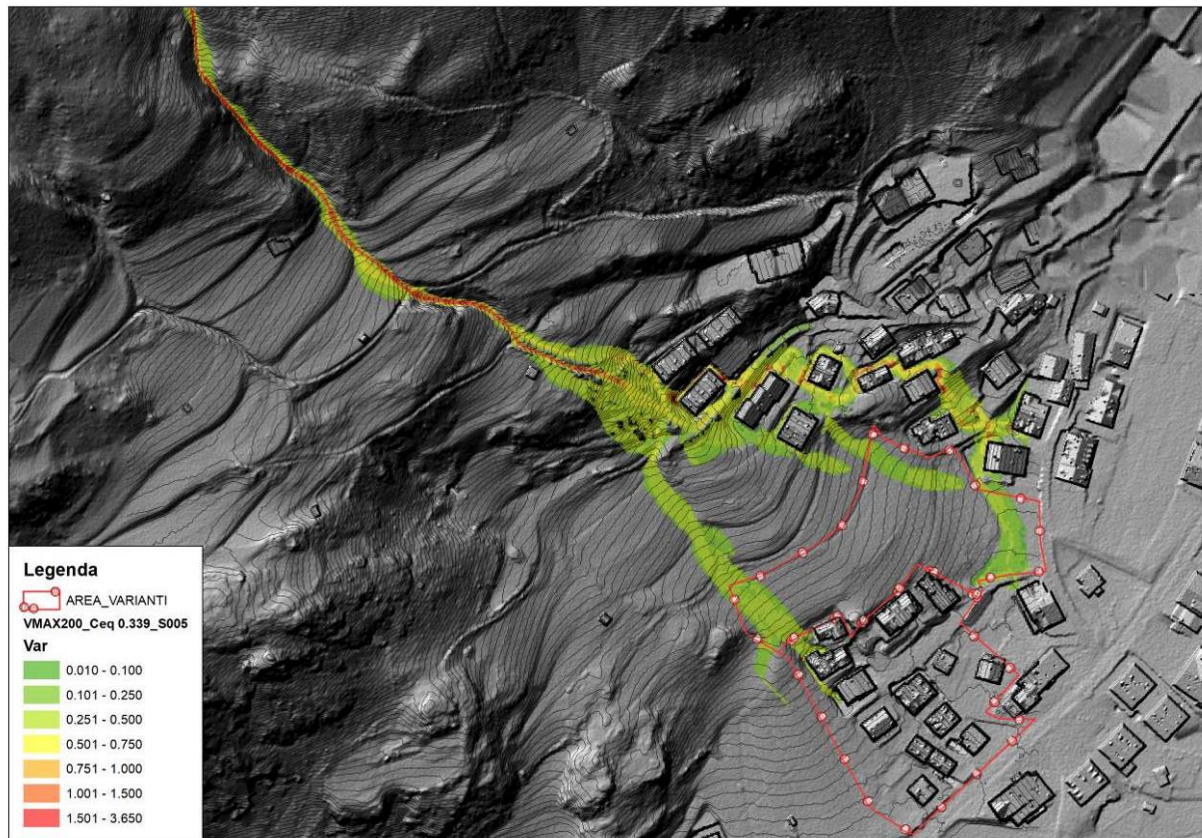 Legenda
AREA_VARIANTI
VMAX200_Ceq 0.339_S005
Var
0.010 - 0.100
0.101 - 0.250
0.251 - 0.500
0.501 - 0.750
0.751 - 1.000
1.001 - 1.500
1.501 - 3.650